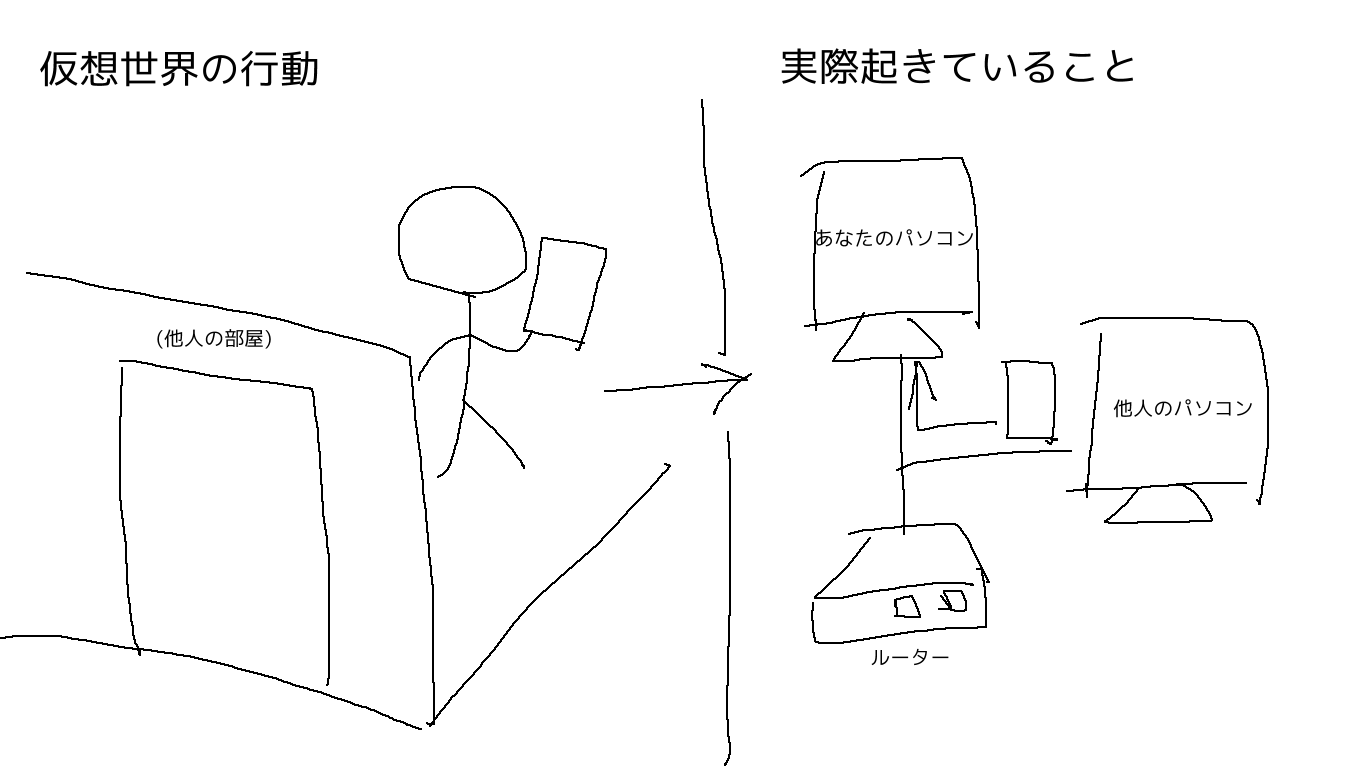 仮想世界の行動
実際起きていること
(他人の部屋)
あなたのパソコン
他人のパソコン
ルーター